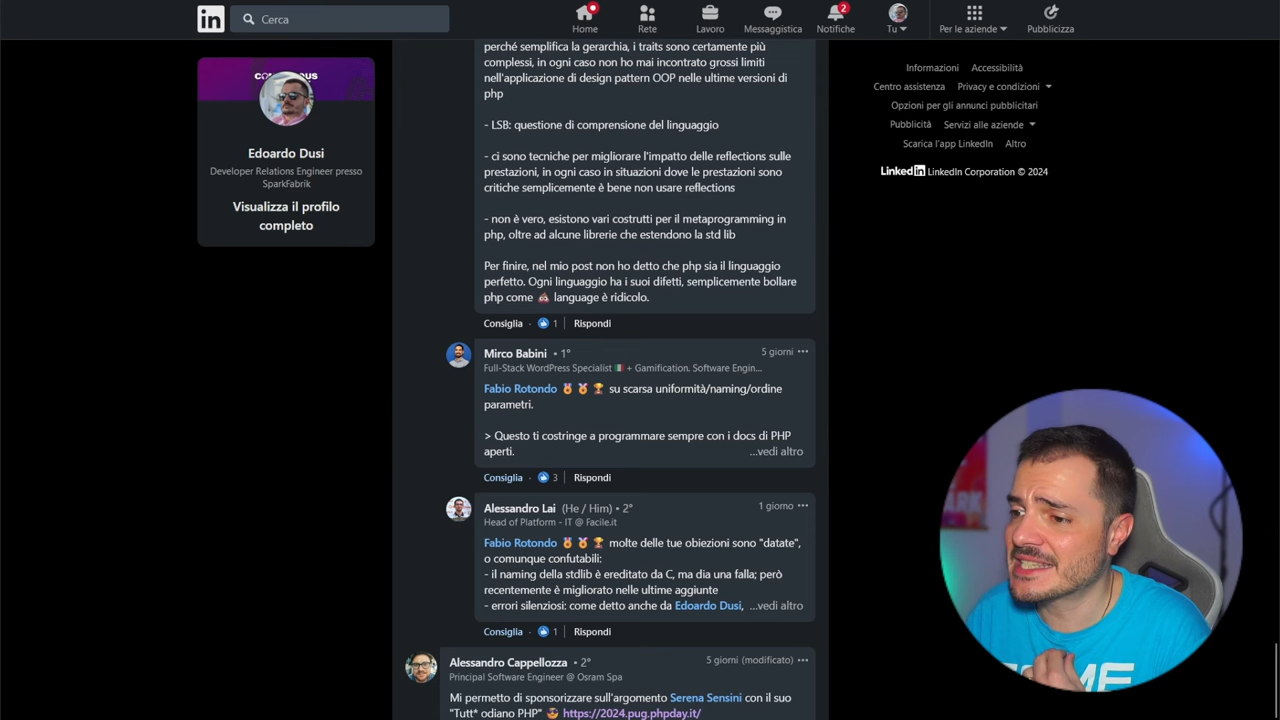 in
Cerca
Home
Rete
Lavoro
Messaggistica
2
Notifiche
Tu
Per le aziende
Pubblicizza
Edoardo Dusi
Developer Relations Engineer presso
SparkFabrik
Visualizza il profilo
completo
perché semplifica la gerarchia, i traits sono certamente più
complessi, in ogni caso non ho mai incontrato grossi limiti
nell'applicazione di design pattern OOP nelle ultime versioni di
php
- LSB: questione di comprensione del linguaggio
- ci sono tecniche per migliorare l'impatto delle reflections sulle
prestazioni, in ogni caso in situazioni dove le prestazioni sono
critiche semplicemente è bene non usare reflections
- non è vero, esistono vari costrutti per il metaprogramming in
php, oltre ad alcune librerie che estendono la std lib
Per finire, nel mio post non ho detto che php sia il linguaggio
perfetto. Ogni linguaggio ha i suoi difetti, semplicemente bollare
php come 💩 language è ridicolo.
Consiglia · 1 | Rispondi
Mirco Babini • 1°
5 giorni ···
Full-Stack WordPress Specialist 🇮🇹 + Gamification. Software Engin...
Fabio Rotondo 🏅 🏅 🏆 su scarsa uniformità/naming/ordine
parametri.
> Questo ti costringe a programmare sempre con i docs di PHP
aperti.
...vedi altro
Consiglia · 3 | Rispondi
Alessandro Lai (He / Him) • 2°
1 giorno ···
Head of Platform - IT @ Facile.it
Fabio Rotondo 🏅 🏅 🏆 molte delle tue obiezioni sono "datate",
o comunque confutabili:
- il naming della stdlib è ereditato da C, ma dia una falla; però
recentemente è migliorato nelle ultime aggiunte
- errori silenziosi: come detto anche da Edoardo Dusi, ...vedi altro
Consiglia · 1 | Rispondi
Alessandro Cappellozza • 2°
5 giorni (modificato) ···
Principal Software Engineer @ Osram Spa
Mi permetto di sponsorizzare sull'argomento Serena Sensini con il suo
"Tutt* odiano PHP" 😎 https://2024.pug.phpday.it/
Informazioni
Accessibilità
Centro assistenza
Privacy e condizioni
Opzioni per gli annunci pubblicitari
Pubblicità
Servizi alle aziende
Scarica l'app LinkedIn
Altro
Linkedin LinkedIn Corporation © 2024